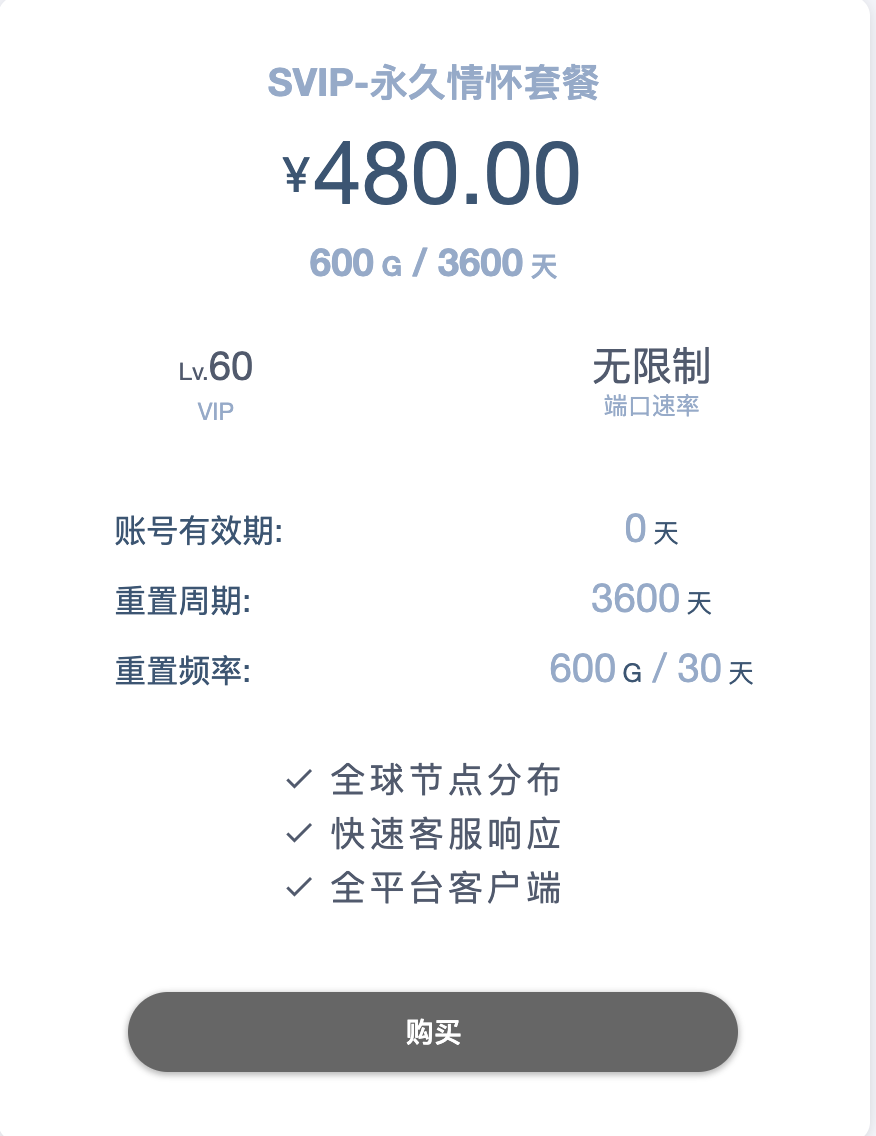 SVIP-永久情怀套餐
¥480.00
600 G / 3600 天
Lv.60
VIP
无限制
端口速率
账号有效期: 0 天
重置周期: 3600 天
重置频率: 600 G / 30 天
✓ 全球节点分布
✓ 快速客服响应
✓ 全平台客户端
购买